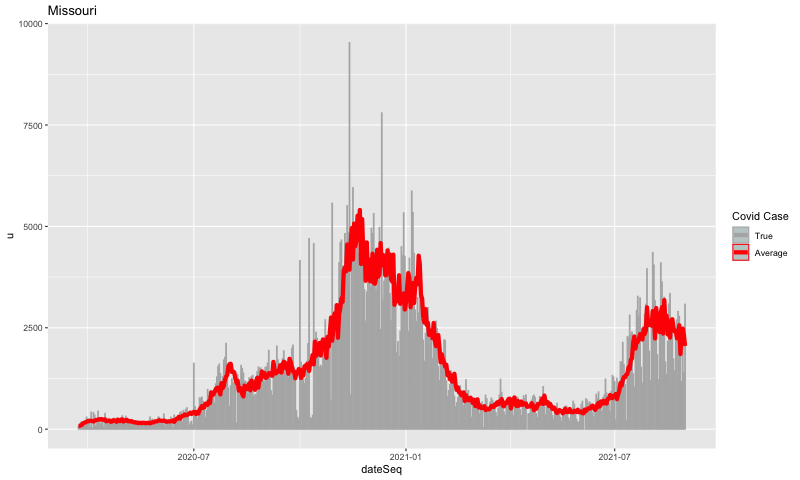 Missouri
10000
7500
5000
2500
0
u
2020-07
2021-01
2021-07
dateSeq
Covid Case
True
Average